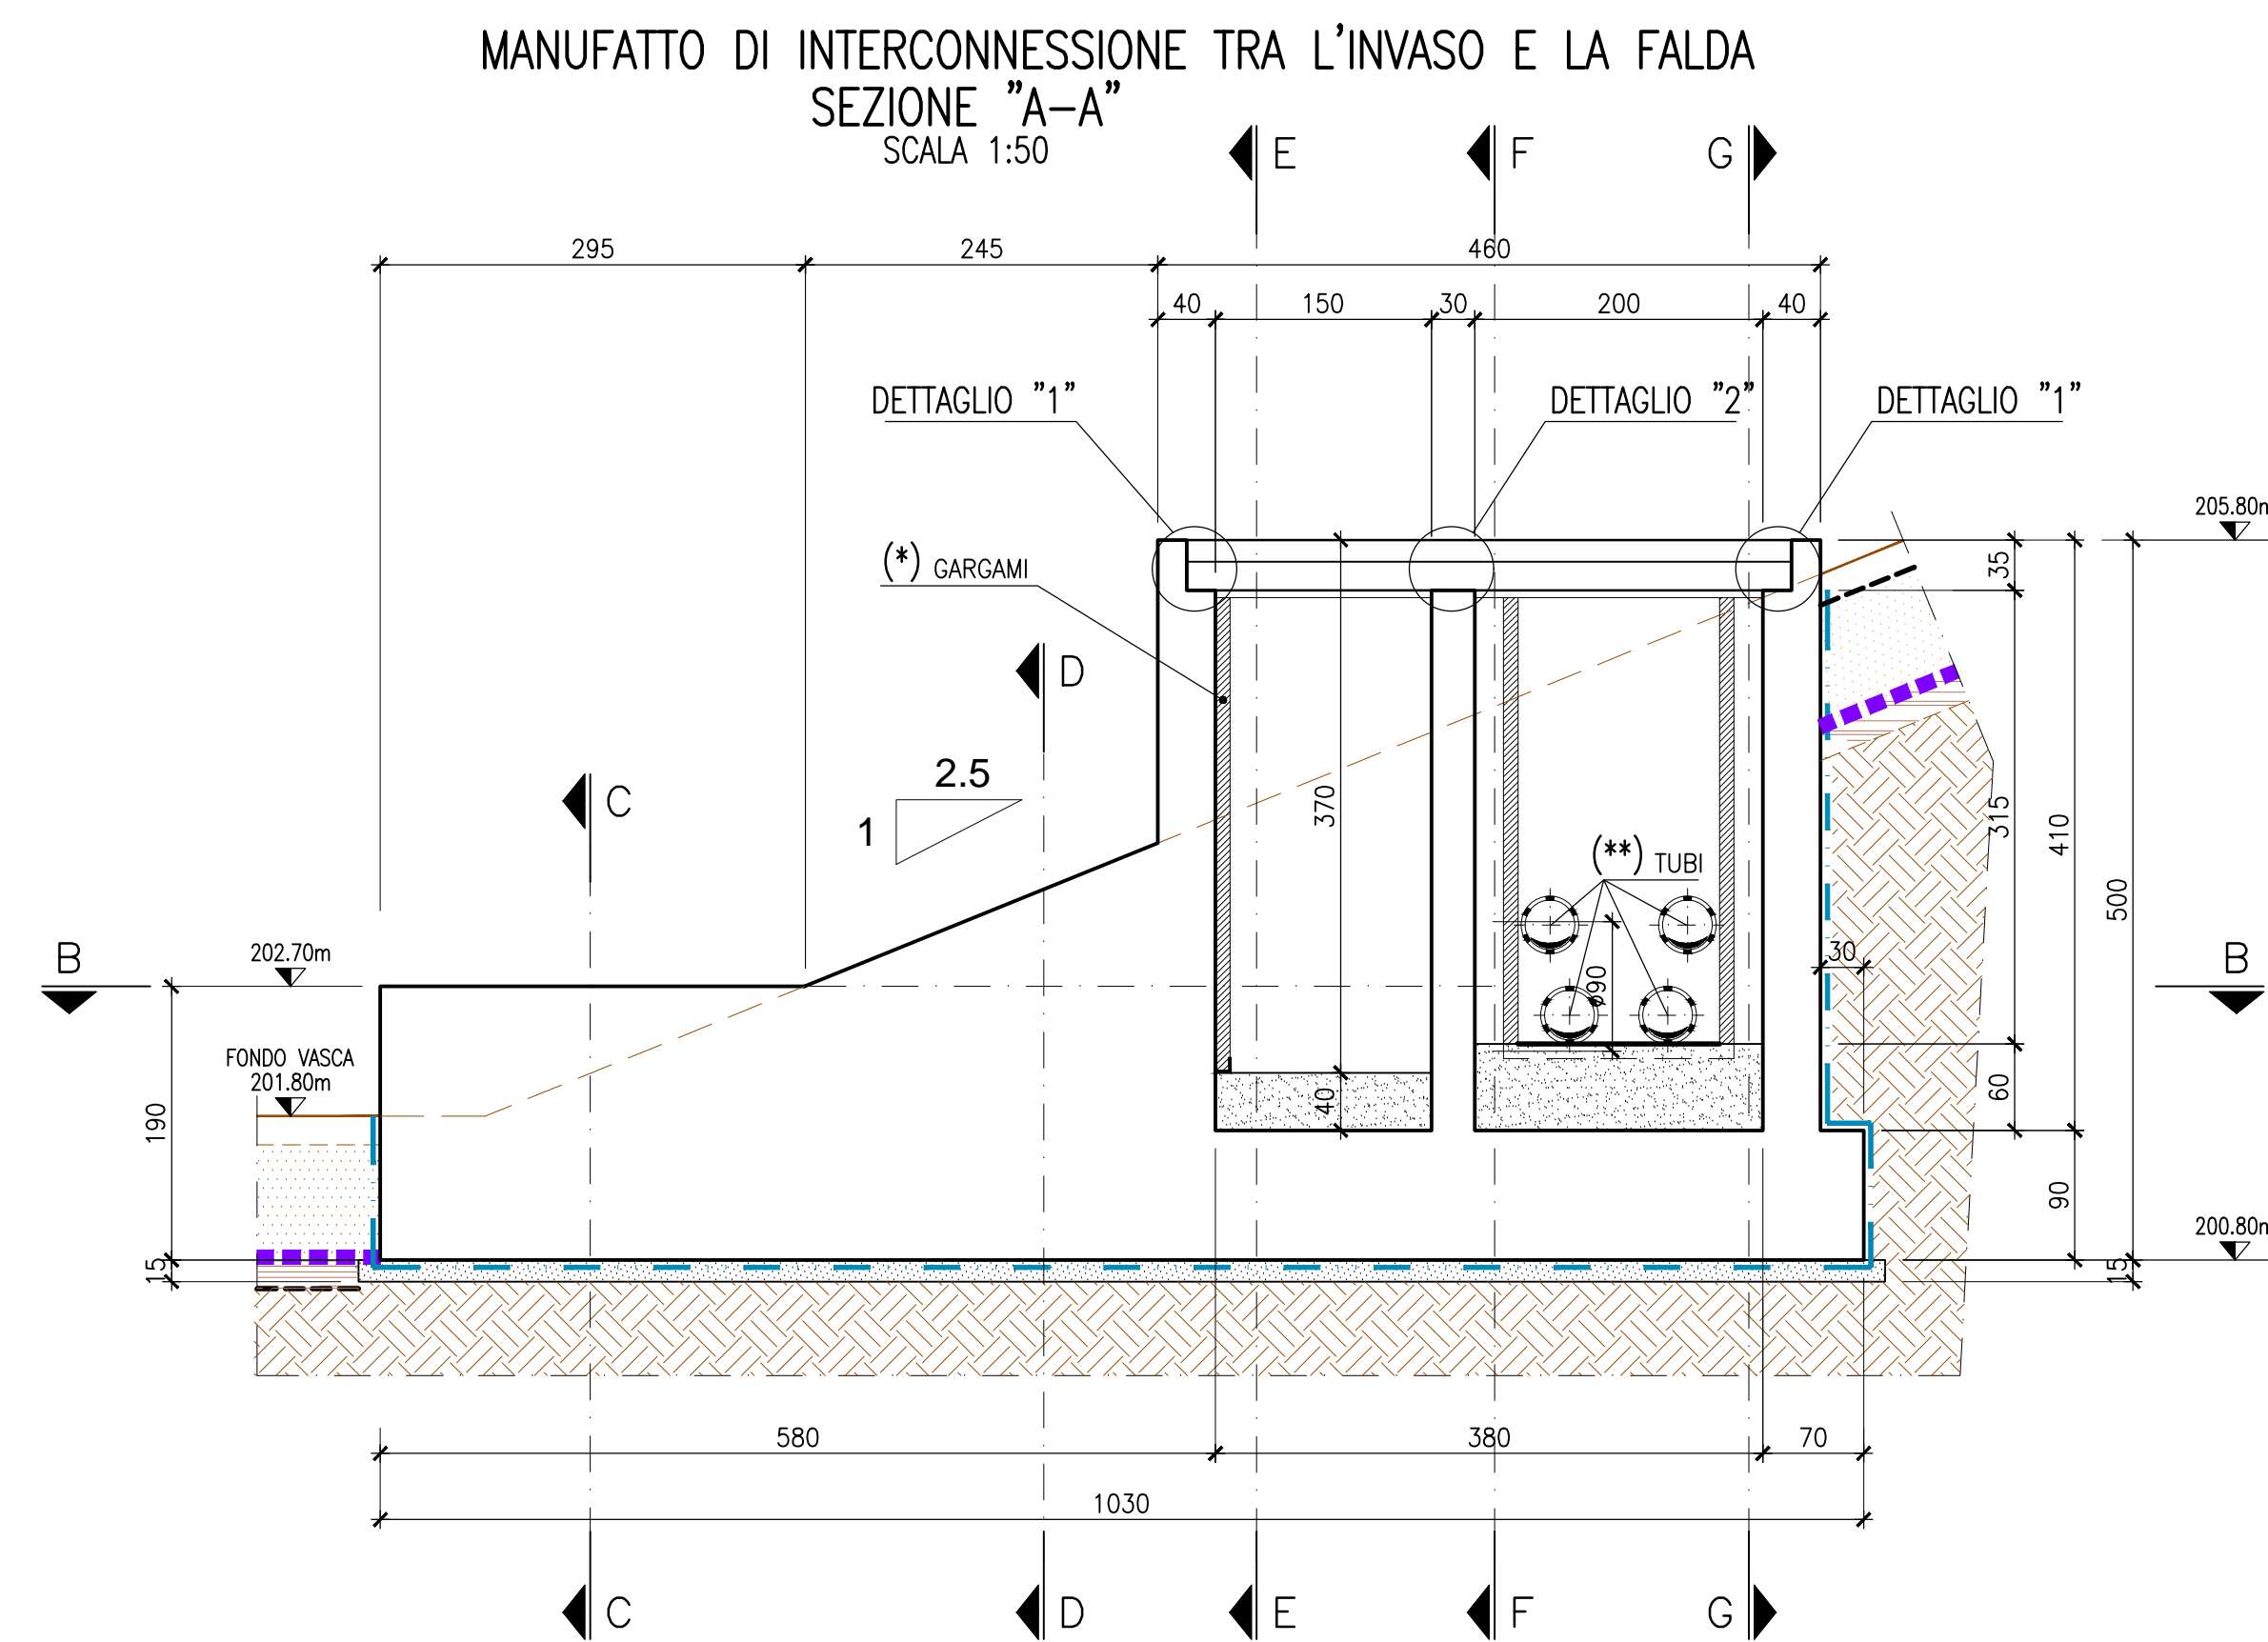 MANUFATTO DI INTERCONNESSIONE TRA L'INVASO E LA FALDA
SEZIONE "A-A"
SCALA 1:50
E F G
295 245 460
40 150 30 200 40
DETTAGLIO "1" DETTAGLIO "2" DETTAGLIO "1"
205.80m
(*) GARGAMI
35
D
C
2.5
1
370
315
410
500
(**) TUBI
B
202.70m
30
B
90
FONDO VASCA
201.80m
190
40
60
90
200.80m
15
15
580 380 70
1030
C D E F G